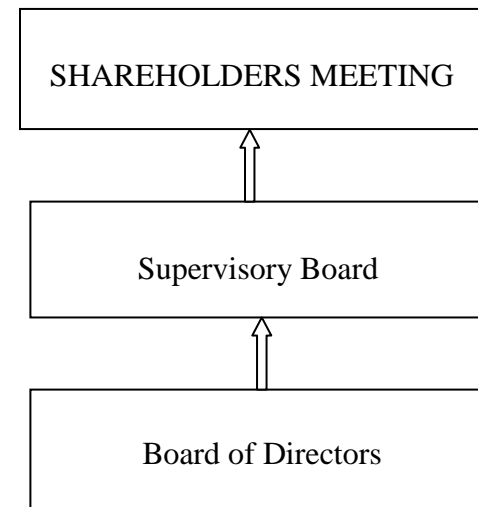 SHAREHOLDERS MEETING
Supervisory Board
Board of Directors